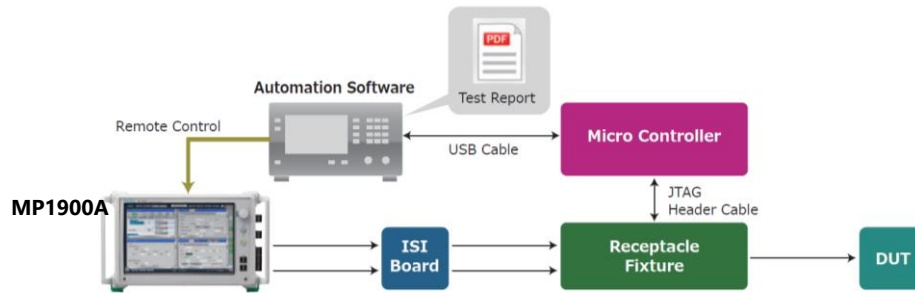 PDF
Test Report
Automation Software
Remote Control
USB Cable
Micro Controller
MP1900A
JTAG
Header Cable
ISI
Board
Receptacle
Fixture
DUT